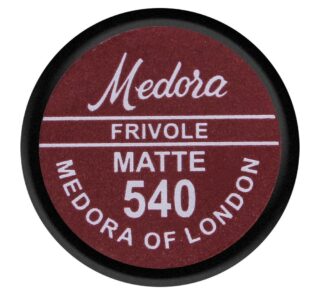 Medora
FRIVOLE
MATTE
540
MEDORA OF LONDON